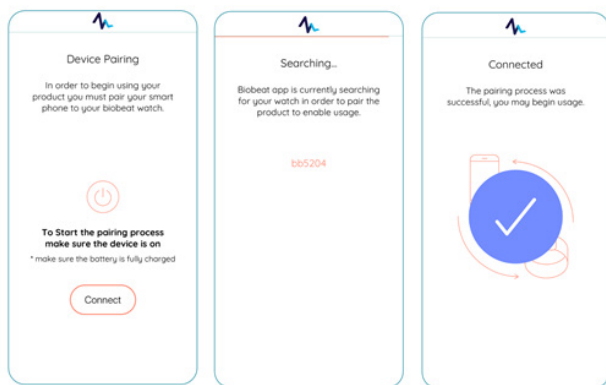 Device Pairing
In order to begin using your
product you must pair your smart
phone to your biobeat watch.
To Start the pairing process
make sure the device is on
* make sure the battery is fully charged
Connect
Searching...
Biobeat app is currently searching
for your watch in order to pair the
product to enable usage.
bb5204
Connected
The pairing process was
successful, you may begin usage.